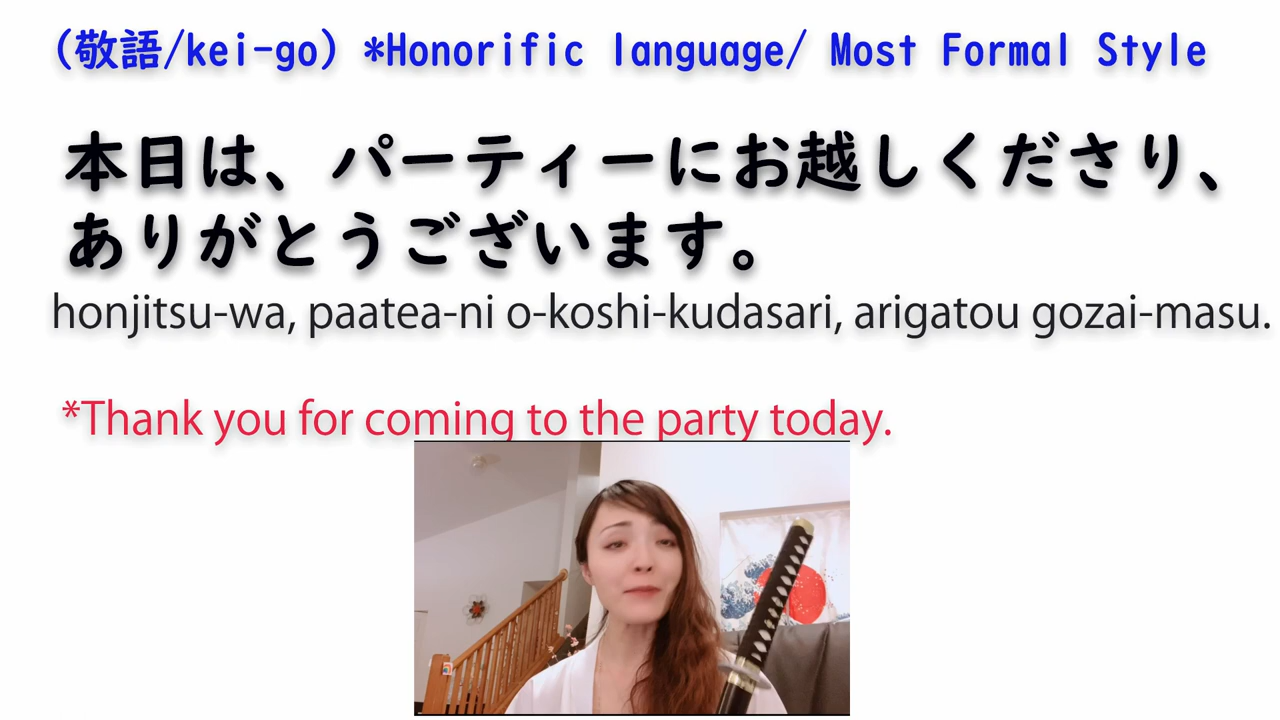 (敬語/kei-go) *Honorific language/ Most Formal Style
本日は、パーティーにお越しくださり、
ありがとうございます。
honjitsu-wa, paatea-ni o-koshi-kudasari, arigatou gozai-masu.
*Thank you for coming to the party today.